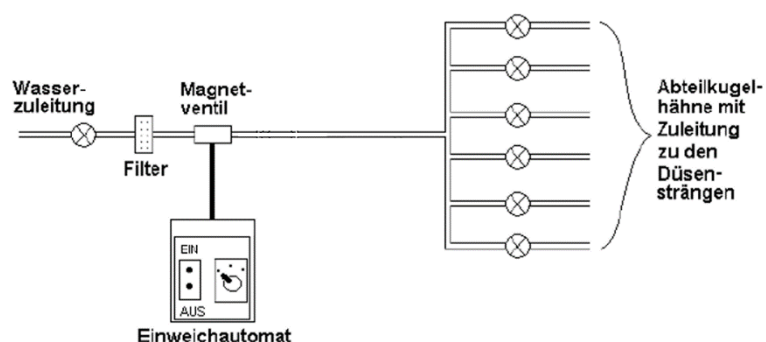 Wasser-
zuleitung
Magnet-
ventil
Filter
EIN
AUS
Einweichautomat
Abteilkugel-
hähne mit
Zuleitung
zu den
Düsen-
strängen